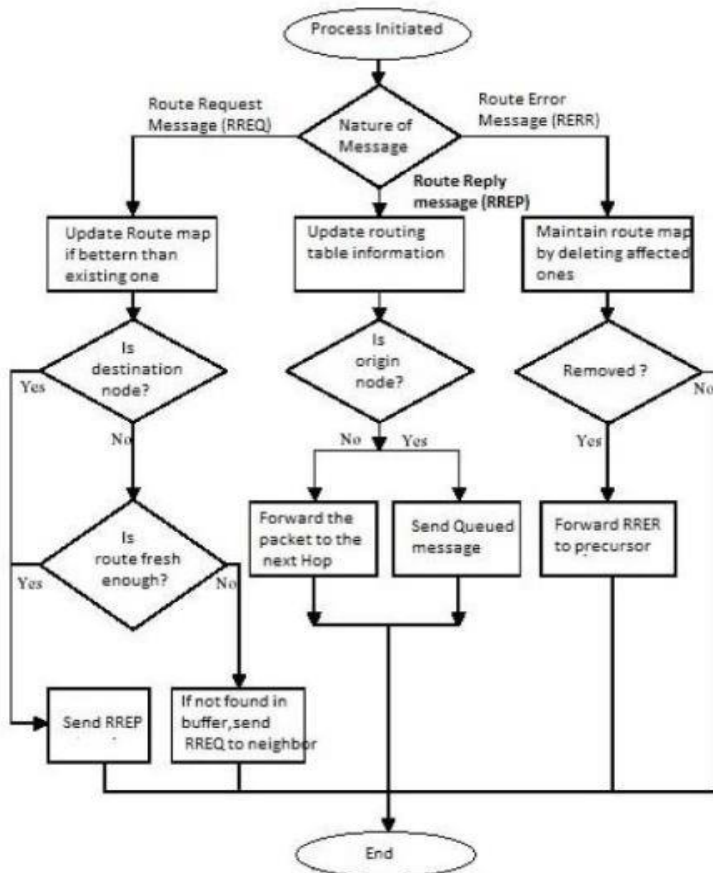 Process Initiated
Route Request
Message (RREQ)
Nature of
Message
Route Error
Message (RERR)
Route Reply
message (RREP)
Update Route map
if bettern than
existing one
Update routing
table information
Maintain route map
by deleting affected
ones
Is
destination
node?
Yes
No
Is
origin
node?
No
Yes
Removed ?
No
Yes
Is
route fresh
enough?
Yes
No
Forward the
packet to the
next Hop
Send Queued
message
Forward RRER
to precursor
Send RREP
If not found in
buffer,send
RREQ to neighbor
End